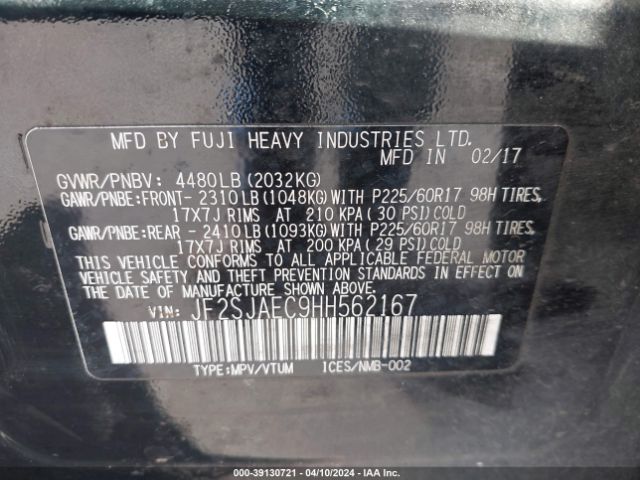 MFD BY FUJI HEAVY INDUSTRIES LTD.
MFD IN 02/17
GVWR/PNBV: 4480LB (2032KG)
GAWR/PNBE:FRONT- 2310LB (1048KG)WITH P225/60R17 98H TIRES,
17X7J RIMS AT 210 KPA ( 30 PSI) COLD
GAWR/PNBE:REAR - 2410LB (1093KG)WITH P225/60R17 98H TIRES,
17X7J RIMS AT 200 KPA ( 29 PSI) COLD
THIS VEHICLE CONFORMS TO ALL APPLICABLE FEDERAL MOTOR
VEHICLE SAFETY AND THEFT PREVENTION STANDARDS IN EFFECT
ON THE DATE OF MANUFACTURE SHOWN ABOVE.
VIN: JF2SJAEC9HH562167
TYPE:MPV/VTUM ICES/NMB-002
000-39130721 - 04/10/2024 - IAA Inc.